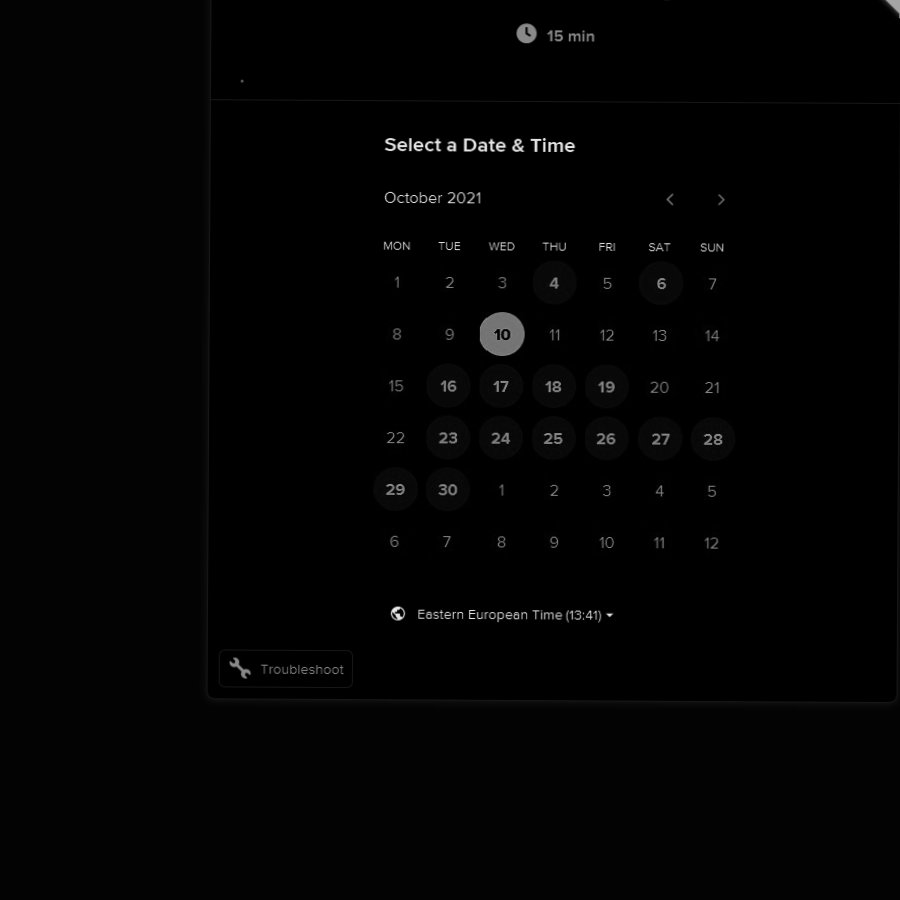 15 min
Select a Date & Time
October 2021
MON TUE WED THU FRI SAT SUN
1 2 3 4 5 6 7
8 9 10 11 12 13 14
15 16 17 18 19 20 21
22 23 24 25 26 27 28
29 30 1 2 3 4 5
6 7 8 9 10 11 12
Eastern European Time (13:41)
Troubleshoot